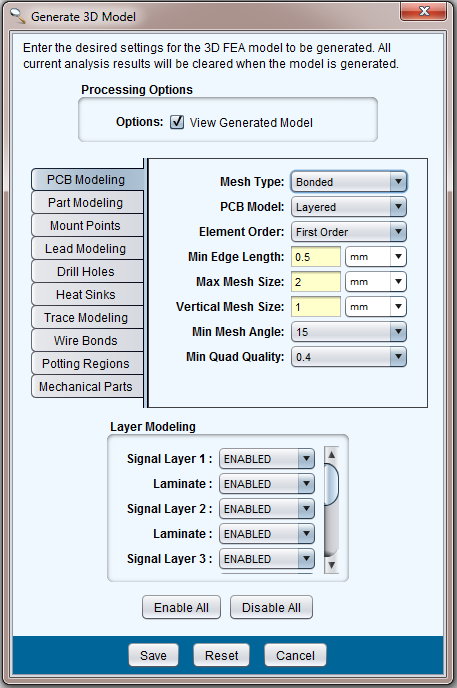 Generate 3D Model
Enter the desired settings for the 3D FEA model to be generated. All
current analysis results will be cleared when the model is generated.
Processing Options
Options: View Generated Model
PCB Modeling
Part Modeling
Mount Points
Lead Modeling
Drill Holes
Heat Sinks
Trace Modeling
Wire Bonds
Potting Regions
Mechanical Parts
Mesh Type: Bonded
PCB Model: Layered
Element Order: First Order
Min Edge Length: 0.5 mm
Max Mesh Size: 2 mm
Vertical Mesh Size: 1 mm
Min Mesh Angle: 15
Min Quad Quality: 0.4
Layer Modeling
Signal Layer 1 : ENABLED
Laminate : ENABLED
Signal Layer 2 : ENABLED
Laminate : ENABLED
Signal Layer 3 : ENABLED
Enable All Disable All
Save Reset Cancel